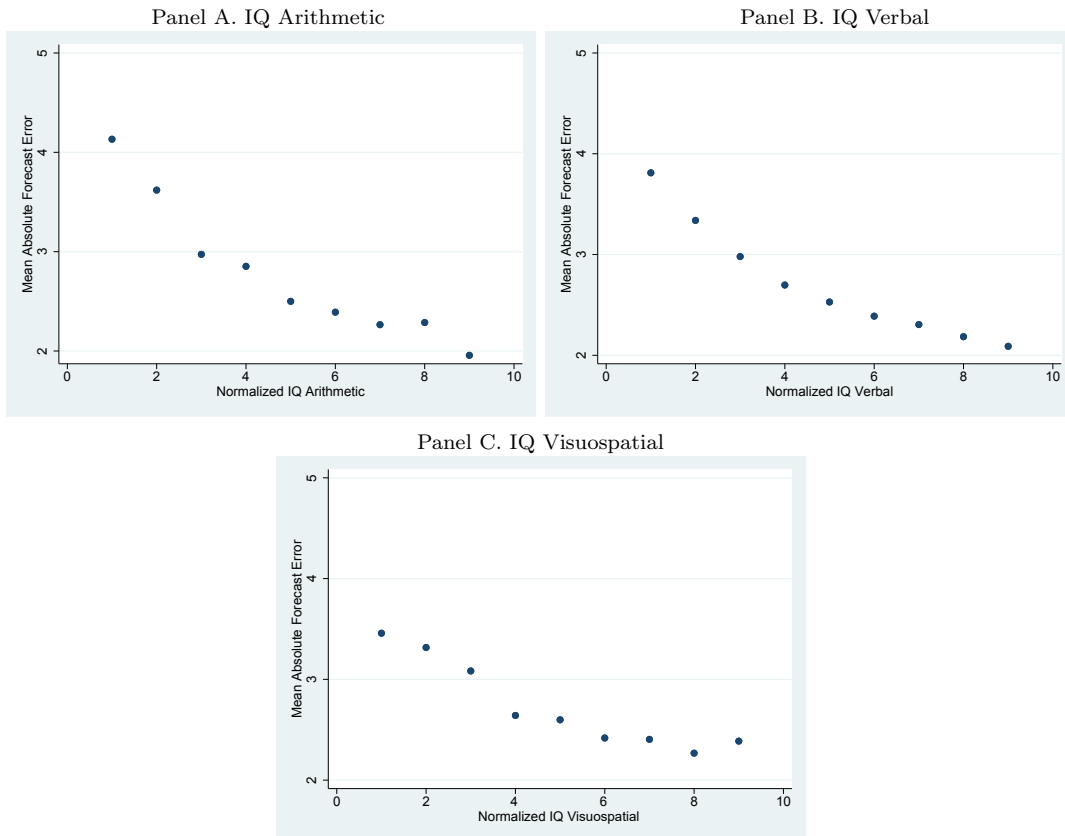 Panel A. IQ Arithmetic
Mean Absolute Forecast Error
5
4
3
2
0 2 4 6 8 10
Normalized IQ Arithmetic
Panel B. IQ Verbal
Mean Absolute Forecast Error
5
4
3
2
0 2 4 6 8 10
Normalized IQ Verbal
Panel C. IQ Visuospatial
Mean Absolute Forecast Error
5
4
3
2
0 2 4 6 8 10
Normalized IQ Visuospatial